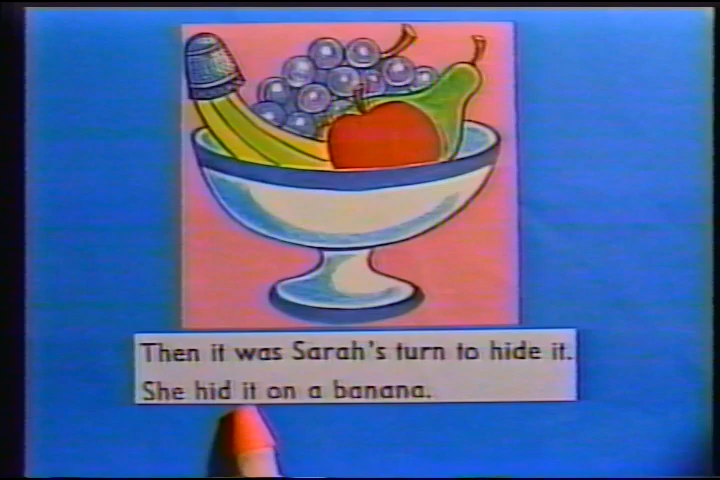 Then it was Sarah's turn to hide it.
She hid it on a banana.